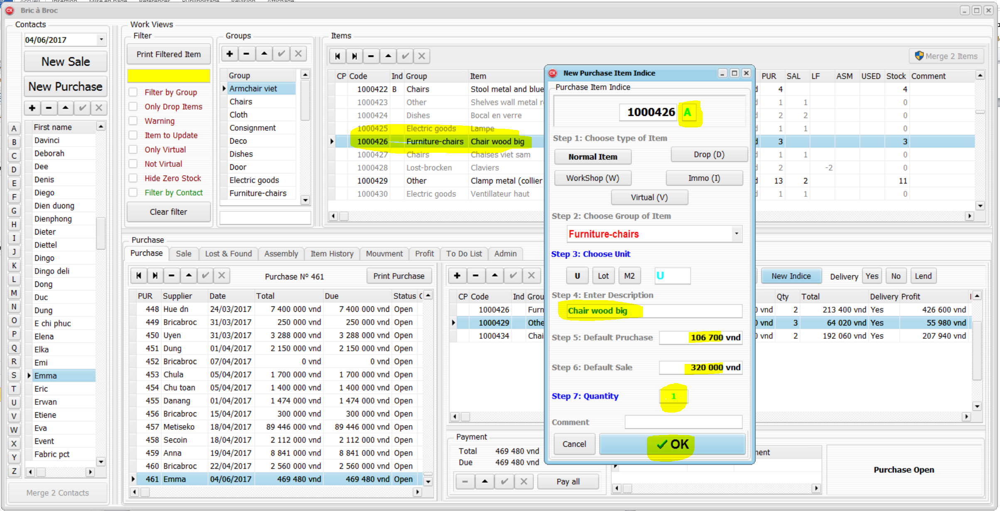 Accueil Insertion Mise en page Références Publipostage Révision Affichage
Bric à Broc
Contacts
04/06/2017
New Sale
New Purchase
First name
A
B
C
D
E
F
G
H
I
J
K
L
M
N
O
P
Q
R
S
T
U
V
W
X
Y
Z
Davinci
Deborah
Dee
Denis
Diego
Dien duong
Dienphong
Dieter
Diettel
Dingo
Dingo deli
Dong
Duc
Dung
E chi phuc
Elena
Elka
Emi
Emma
Eric
Erwan
Etiene
Eva
Event
Fabric pct
Merge 2 Contacts
Work Views
Filter
Print Filtered Item
Filter by Group
Only Drop Items
Warning
Item to Update
Only Virtual
Not Virtual
Hide Zero Stock
Filter by Contact
Clear filter
Groups
Group
Armchair viet
Chairs
Cloth
Consignment
Deco
Dishes
Door
Electric goods
Furniture-chairs
Items
Merge 2 Items
CP Code Ind Group Item PUR SAL LF ASM USED Stock Comment
1000422 B Chairs Stool metal and blue 4 4
1000423 Other Shelves wall metal 1 1 0
1000424 Dishes Bocal en verre 2 2 0
1000425 Electric goods Lampe 1 1 0
1000426 Furniture-chairs Chair wood big 3 3
1000427 Chairs Chaises viet sam 1 1 0
1000428 Lost-brocken Claviers 2 -2 0
1000429 Other Clamp metal (collier 13 2 11
1000430 Electric goods Ventillateur haut 1 1 0
Purchase
Purchase Sale Lost & Found Assembly Item History Mouvment Profit To Do List Admin
Purchase Nº 461 Print Purchase
PUR Supplier Date Total Due Status C
448 Hue dn 24/03/2017 7 400 000 vnd 7 400 000 vnd Open
449 Bricabroc 31/03/2017 250 000 vnd 250 000 vnd Open
450 Uyen 31/03/2017 3 288 000 vnd 3 288 000 vnd Open
451 Dung 01/04/2017 2 150 000 vnd 2 150 000 vnd Open
452 Bricabroc 07/04/2017 0 vnd 0 vnd Open
453 Chula 05/04/2017 1 700 000 vnd 1 700 000 vnd Open
454 Chu toan 05/04/2017 1 400 000 vnd 1 400 000 vnd Open
455 Danang 01/04/2017 1 474 000 vnd 1 474 000 vnd Open
456 Bricabroc 15/04/2017 300 000 vnd 300 000 vnd Open
457 Metiseko 18/04/2017 89 446 000 vnd 89 446 000 vnd Open
458 Secoin 18/04/2017 2 112 000 vnd 2 112 000 vnd Open
459 Anna 19/04/2017 8 841 000 vnd 8 841 000 vnd Open
460 Bricabroc 22/04/2017 2 560 000 vnd 2 560 000 vnd Open
461 Emma 04/06/2017 469 480 vnd 469 480 vnd Open
New Indice Delivery Yes No Lend
CP Code Ind Grou Qty Total Delivery Profit
1000426 Furn 0 vnd 2 213 400 vnd Yes 426 600 vnd
1000429 Othe 0 vnd 3 64 020 vnd Yes 55 980 vnd
1000434 Chai 0 vnd 2 192 060 vnd Yes 207 940 vnd
Payment
Total 469 480 vnd
Due 469 480 vnd
Pay all
Purchase Open
New Purchase Item Indice
Purchase Item Indice
1000426 A
Step 1: Choose type of Item
Normal Item Drop (D)
WorkShop (W) Immo (I)
Virtual (V)
Step 2: Choose Group of Item
Furniture-chairs
Step 3: Choose Unit
U Lot M2 U
Step 4: Enter Description
Chair wood big
Step 5: Default Pruchase 106 700 vnd
Step 6: Default Sale 320 000 vnd
Step 7: Quantity 1
Comment
Cancel OK